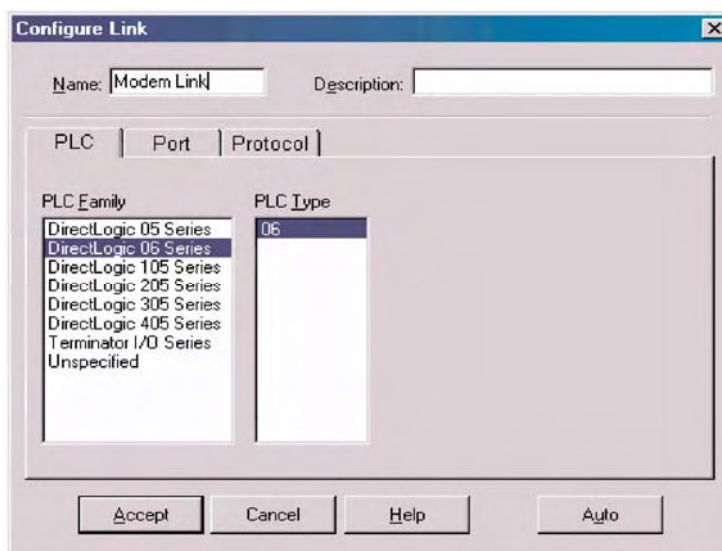 Configure Link
Name: Modem Link Description:
PLC Port Protocol
PLC Family PLC Type
DirectLogic 05 Series 06
DirectLogic 06 Series
DirectLogic 105 Series
DirectLogic 205 Series
DirectLogic 305 Series
DirectLogic 405 Series
Terminator I/O Series
Unspecified
Accept Cancel Help Auto